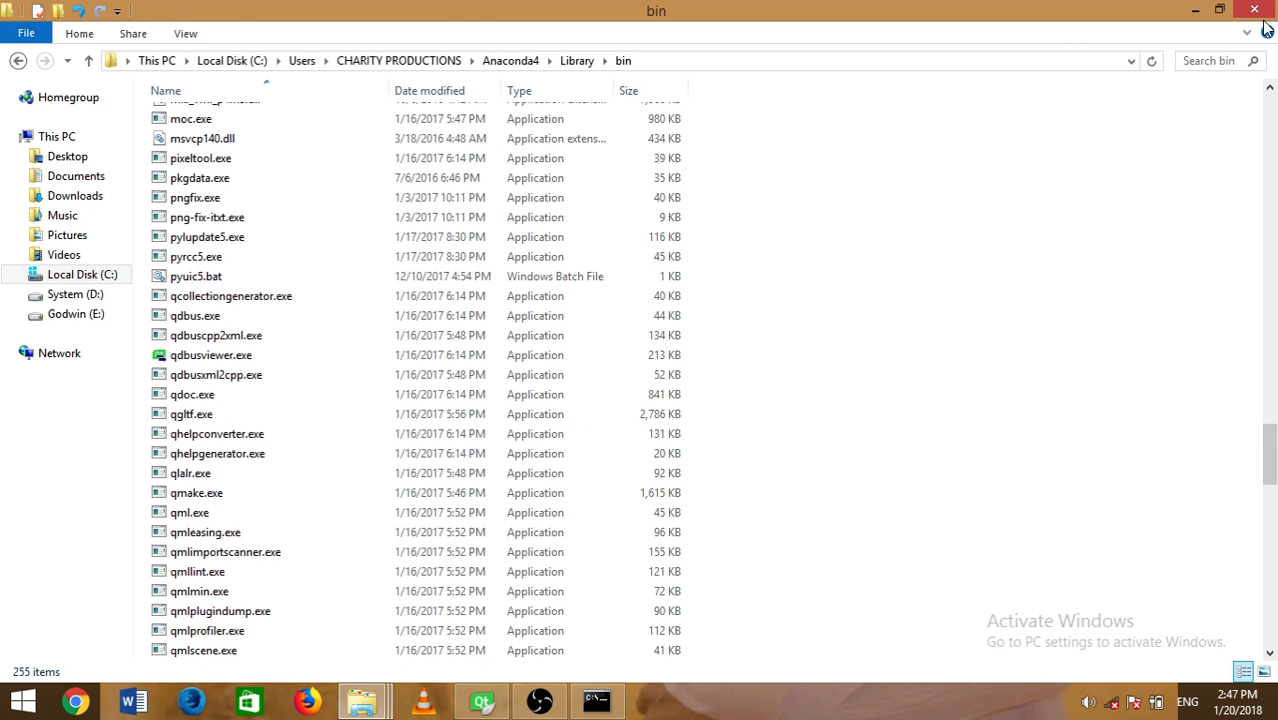 bin
File Home Share View
This PC Local Disk (C:) Users CHARITY PRODUCTIONS Anaconda4 Library bin Search bin
Name Date modified Type Size
Homegroup
This PC
Desktop
Documents
Downloads
Music
Pictures
Videos
Local Disk (C:)
System (D:)
Godwin (E:)
Network
moc.exe 1/16/2017 5:47 PM Application 980 KB
msvcp140.dll 3/18/2016 4:48 AM Application extens... 434 KB
pixeltool.exe 1/16/2017 6:14 PM Application 39 KB
pkgdata.exe 7/6/2016 6:46 PM Application 35 KB
pngfix.exe 1/3/2017 10:11 PM Application 40 KB
png-fix-itxt.exe 1/3/2017 10:11 PM Application 9 KB
pylupdate5.exe 1/17/2017 8:30 PM Application 116 KB
pyrcc5.exe 1/17/2017 8:30 PM Application 45 KB
pyuic5.bat 12/10/2017 4:54 PM Windows Batch File 1 KB
qcollectiongenerator.exe 1/16/2017 6:14 PM Application 40 KB
qdbus.exe 1/16/2017 6:14 PM Application 44 KB
qdbuscpp2xml.exe 1/16/2017 5:48 PM Application 134 KB
qdbusviewer.exe 1/16/2017 6:14 PM Application 213 KB
qdbusxml2cpp.exe 1/16/2017 5:48 PM Application 52 KB
qdoc.exe 1/16/2017 6:14 PM Application 841 KB
qgltf.exe 1/16/2017 5:56 PM Application 2,786 KB
qhelpconverter.exe 1/16/2017 6:14 PM Application 131 KB
qhelpgenerator.exe 1/16/2017 6:14 PM Application 20 KB
qlalr.exe 1/16/2017 5:48 PM Application 92 KB
qmake.exe 1/16/2017 5:46 PM Application 1,615 KB
qml.exe 1/16/2017 5:52 PM Application 45 KB
qmleasing.exe 1/16/2017 5:52 PM Application 96 KB
qmlimportscanner.exe 1/16/2017 5:52 PM Application 155 KB
qmllint.exe 1/16/2017 5:52 PM Application 121 KB
qmlmin.exe 1/16/2017 5:52 PM Application 72 KB
qmlplugindump.exe 1/16/2017 5:52 PM Application 90 KB
qmlprofiler.exe 1/16/2017 5:52 PM Application 112 KB
qmlscene.exe 1/16/2017 5:52 PM Application 41 KB
Activate Windows
Go to PC settings to activate Windows.
255 items
ENG 2:47 PM
1/20/2018